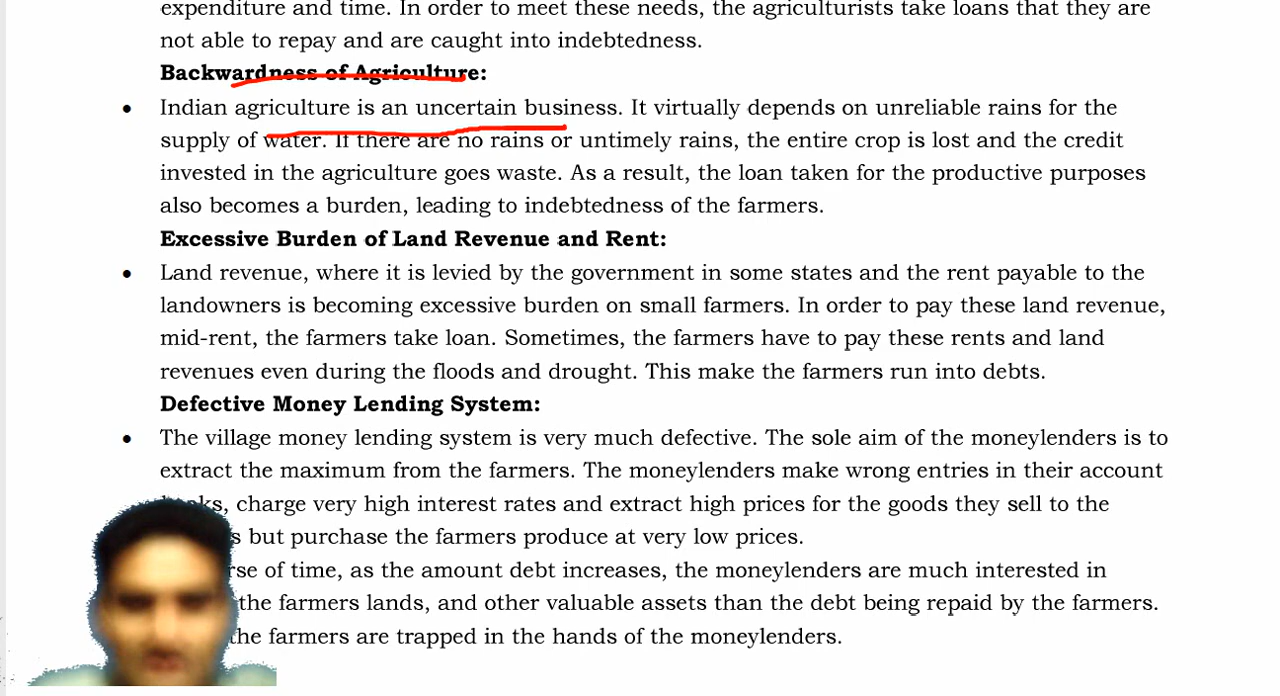 expenditure and time. In order to meet these needs, the agriculturists take loans that they are
not able to repay and are caught into indebtedness.
Backwardness of Agriculture:
• Indian agriculture is an uncertain business. It virtually depends on unreliable rains for the
supply of water. If there are no rains or untimely rains, the entire crop is lost and the credit
invested in the agriculture goes waste. As a result, the loan taken for the productive purposes
also becomes a burden, leading to indebtedness of the farmers.
Excessive Burden of Land Revenue and Rent:
• Land revenue, where it is levied by the government in some states and the rent payable to the
landowners is becoming excessive burden on small farmers. In order to pay these land revenue,
mid-rent, the farmers take loan. Sometimes, the farmers have to pay these rents and land
revenues even during the floods and drought. This make the farmers run into debts.
Defective Money Lending System:
• The village money lending system is very much defective. The sole aim of the moneylenders is to
extract the maximum from the farmers. The moneylenders make wrong entries in their account
charge very high interest rates and extract high prices for the goods they sell to the
but purchase the farmers produce at very low prices.
of time, as the amount debt increases, the moneylenders are much interested in
the farmers lands, and other valuable assets than the debt being repaid by the farmers.
the farmers are trapped in the hands of the moneylenders.